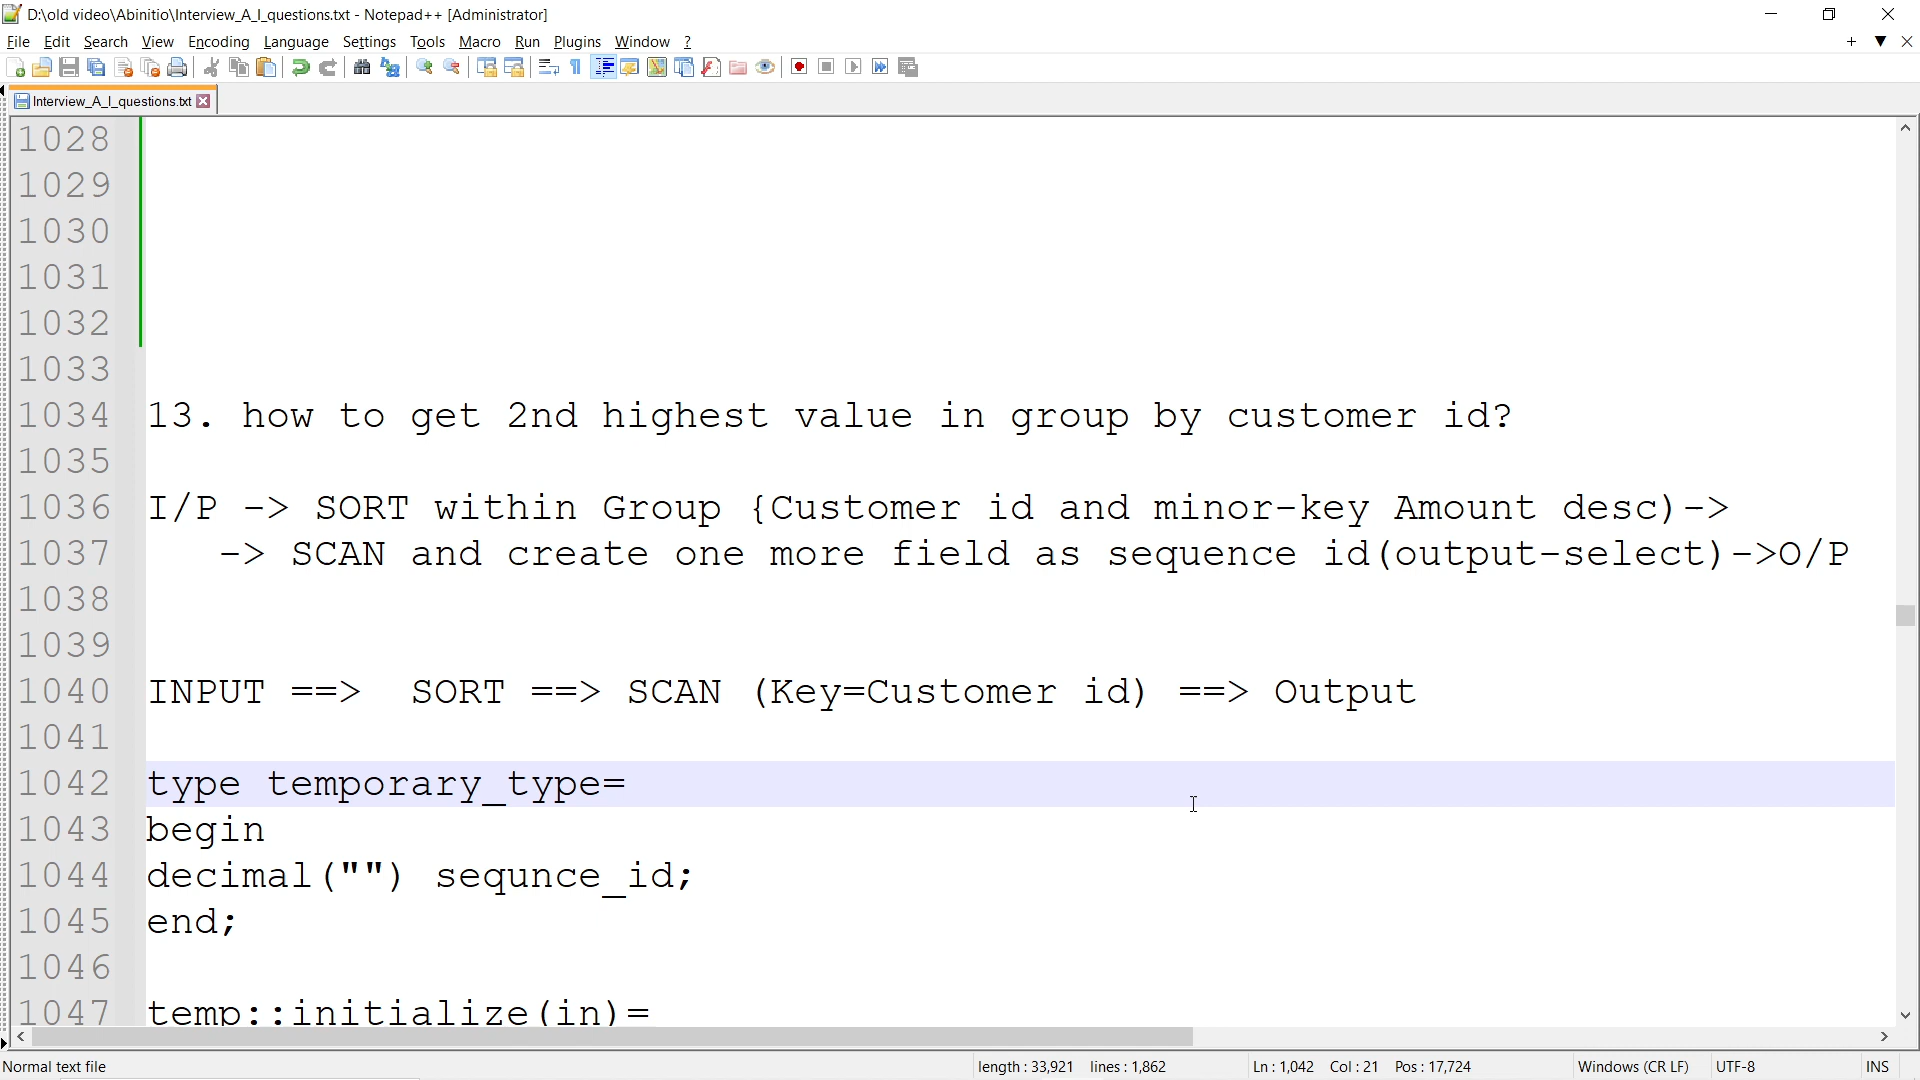 D:\old video\Abinitio\Interview_A_I_questions.txt - Notepad++ [Administrator]
File Edit Search View Encoding Language Settings Tools Macro Run Plugins Window ?
Interview_A_I_questions.txt
1028
1029
1030
1031
1032
1033
1034 13. how to get 2nd highest value in group by customer id?
1035
1036 I/P -> SORT within Group {Customer id and minor-key Amount desc)->
1037 -> SCAN and create one more field as sequence id(output-select)->O/P
1038
1039
1040 INPUT ==> SORT ==> SCAN (Key=Customer id) ==> Output
1041
1042 type temporary_type=
1043 begin
1044 decimal("") sequnce_id;
1045 end;
1046
1047 temp::initialize(in)=
Normal text file length : 33,921 lines : 1,862 Ln : 1,042 Col : 21 Pos : 17,724 Windows (CR LF) UTF-8 INS